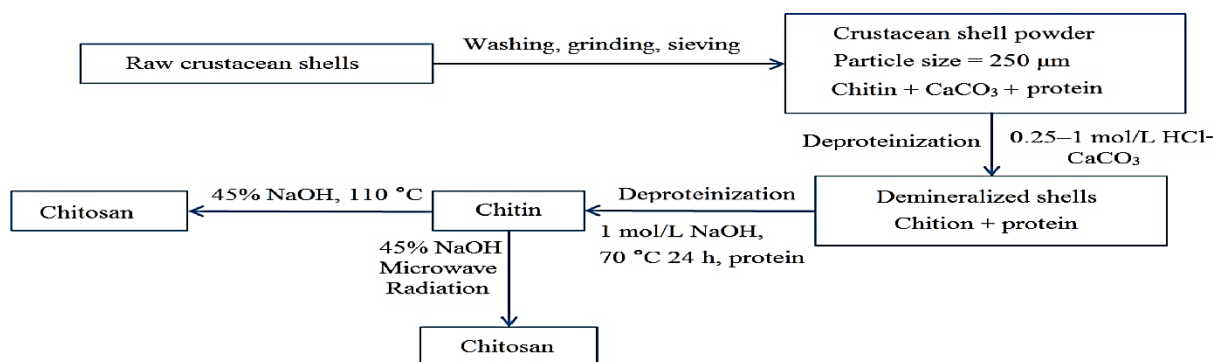 Raw crustacean shells
Washing, grinding, sieving
Crustacean shell powder
Particle size = 250 μm
Chitin + CaCO₃ + protein
Deproteinization
0.25–1 mol/L HCl-
CaCO₃
Demineralized shells
Chition + protein
Deproteinization
1 mol/L NaOH,
70 °C 24 h, protein
Chitin
45% NaOH, 110 °C
Chitosan
45% NaOH
Microwave
Radiation
Chitosan